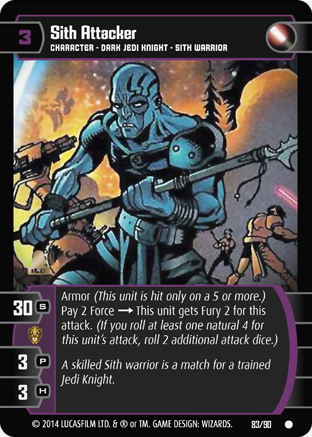 3 Sith Attacker
CHARACTER - DARK JEDI KNIGHT - SITH WARRIOR
30 S
3 P
3 H
Armor (This unit is hit only on a 5 or more.)
Pay 2 Force → This unit gets Fury 2 for this
attack. (If you roll at least one natural 4 for
this unit's attack, roll 2 additional attack dice.)
A skilled Sith warrior is a match for a trained
Jedi Knight.
© 2014 LUCASFILM LTD. & ® or TM. GAME DESIGN: WIZARDS. 83/90